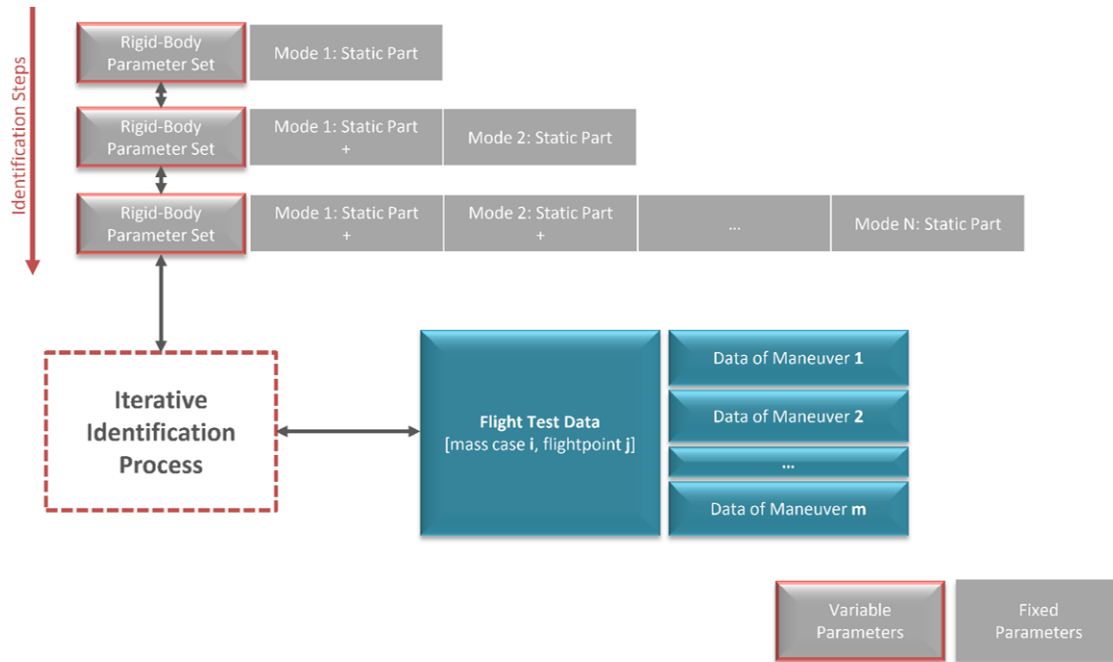 Identification Steps
Rigid-Body
Parameter Set
Mode 1: Static Part
Rigid-Body
Parameter Set
Mode 1: Static Part
+
Mode 2: Static Part
Rigid-Body
Parameter Set
Mode 1: Static Part
+
Mode 2: Static Part
+
...
Mode N: Static Part
Iterative
Identification
Process
Flight Test Data
[mass case i, flightpoint j]
Data of Maneuver 1
Data of Maneuver 2
...
Data of Maneuver m
Variable
Parameters
Fixed
Parameters